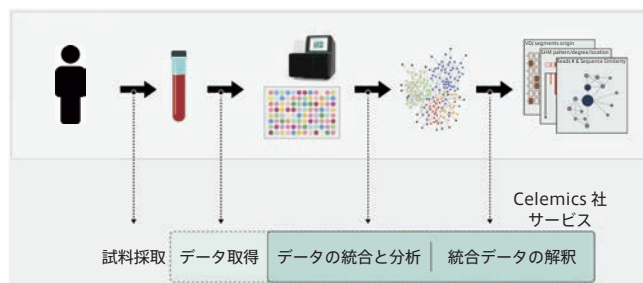 VDJ segments origin
SHM pattern/degree/location
Reads # & Sequence Similarity
Celemics 社
サービス
試料採取
データ取得
データの統合と分析
統合データの解釈